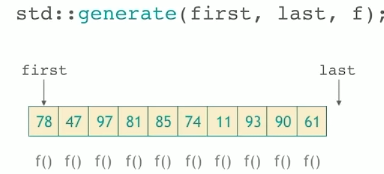 std::generate(first, last, f);
first last
78 47 97 81 85 74 11 93 90 61
f() f() f() f() f() f() f() f() f() f()